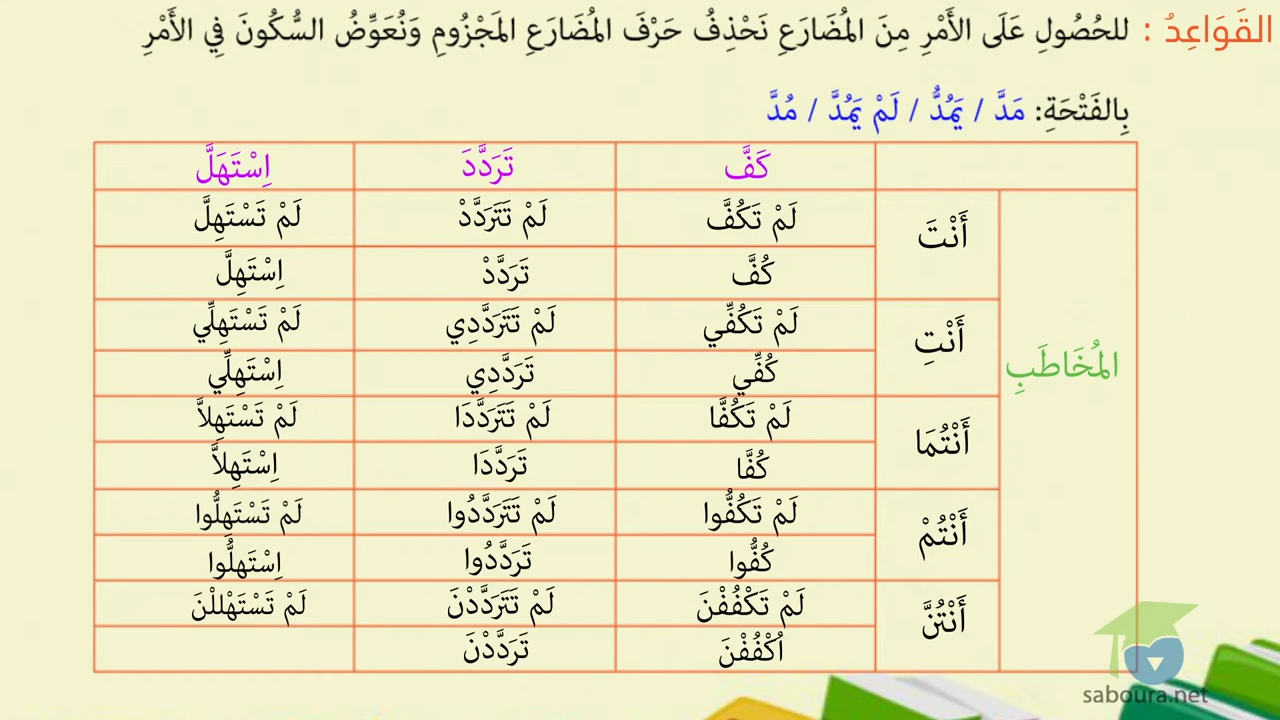 القَوَاعِدُ : للحُصُولِ عَلَى الأَمْرِ مِنَ المُضَارَعِ نَحْذِفُ حَرْفَ المُضَارَعِ المَجْزُومِ وَنُعَوِّضُ السُّكُونَ فِي الأَمْرِ
بِالفَتْحَةِ: مَدَّ / يَمُدُّ / لَمْ يَمُدَّ / مُدَّ
كَفَّ تَرَدَّدَ اِسْتَهَلَّ
المُخَاطَبِ
أَنْتَ لَمْ تَكُفَّ لَمْ تَتَرَدَّدْ لَمْ تَسْتَهِلَّ
كُفَّ تَرَدَّدْ اِسْتَهِلَّ
أَنْتِ لَمْ تَكُفِّي لَمْ تَتَرَدَّدِي لَمْ تَسْتَهِلِّي
كُفِّي تَرَدَّدِي اِسْتَهِلِّي
أَنْتُمَا لَمْ تَكُفَّا لَمْ تَتَرَدَّدَا لَمْ تَسْتَهِلاَّ
كُفَّا تَرَدَّدَا اِسْتَهِلاَّ
أَنْتُمْ لَمْ تَكُفُّوا لَمْ تَتَرَدَّدُوا لَمْ تَسْتَهِلُّوا
كُفُّوا تَرَدَّدُوا اِسْتَهِلُّوا
أَنْتُنَّ لَمْ تَكْفُفْنَ لَمْ تَتَرَدَّدْنَ لَمْ تَسْتَهْلِلْنَ
اُكْفُفْنَ تَرَدَّدْنَ
saboura.net